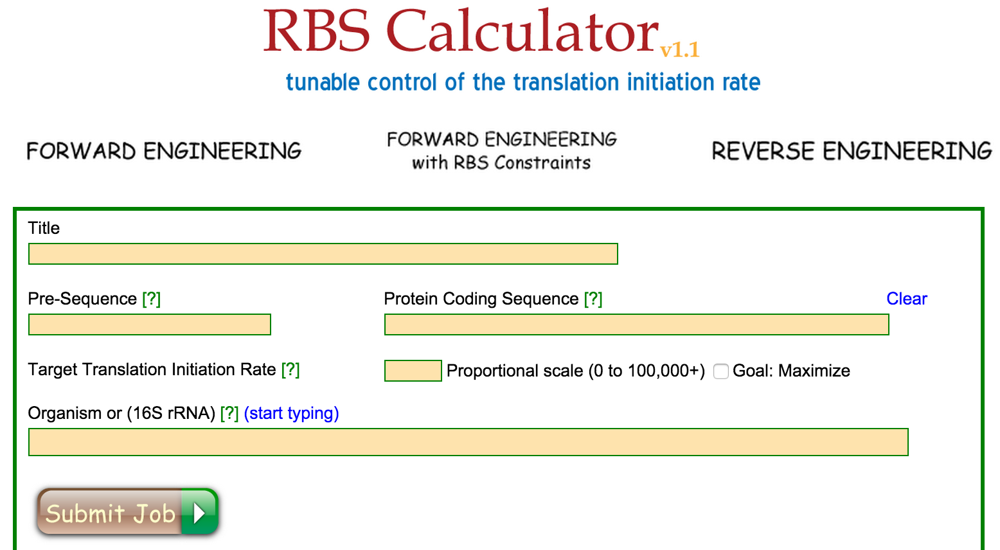 RBS Calculator v1.1
tunable control of the translation initiation rate
FORWARD ENGINEERING
FORWARD ENGINEERING
with RBS Constraints
REVERSE ENGINEERING
Title
Pre-Sequence [?]
Protein Coding Sequence [?]
Clear
Target Translation Initiation Rate [?]
Proportional scale (0 to 100,000+)
Goal: Maximize
Organism or (16S rRNA) [?] (start typing)
Submit Job